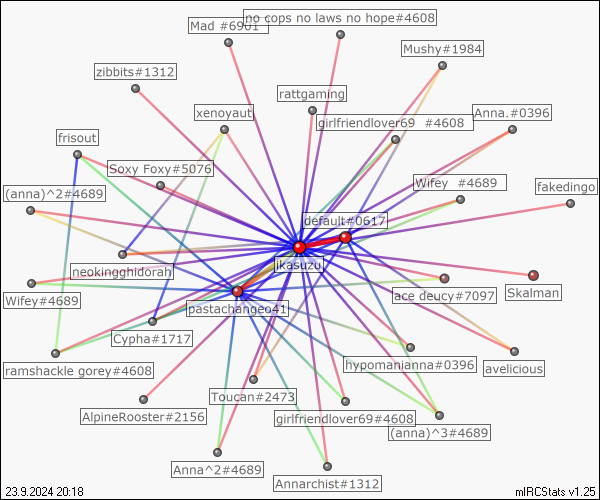 no cops no laws no hope#4608
Mad #6901
Mushy#1984
zibbits#1312
rattgaming
xenoyaut
girlfriendlover69 #4608
Anna.#0396
frisout
Soxy Foxy#5076
(anna)^2#4689
Wifey #4689
fakedingo
default#0617
neokingghidorah
jkasuzu
Skalman
Wifey#4689
ace deucy#7097
pastachange41
Cypha#1717
hypomanianna#0396
avelicious
ramshackle gorey#4608
Toucan#2473
AlpineRooster#2156
girlfriendlover69#4608
(anna)^3#4689
Anna^2#4689
Annarchist#1312
23.9.2024 20:18
mIRCStats v1.25